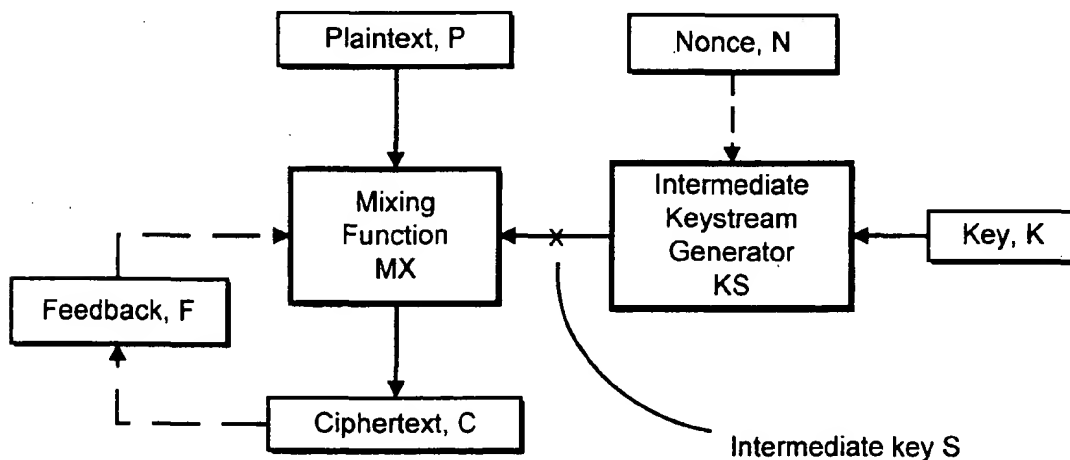 Plaintext, P
Nonce, N
Mixing
Function
MX
Intermediate
Keystream
Generator
KS
Key, K
Feedback, F
Ciphertext, C
Intermediate key S